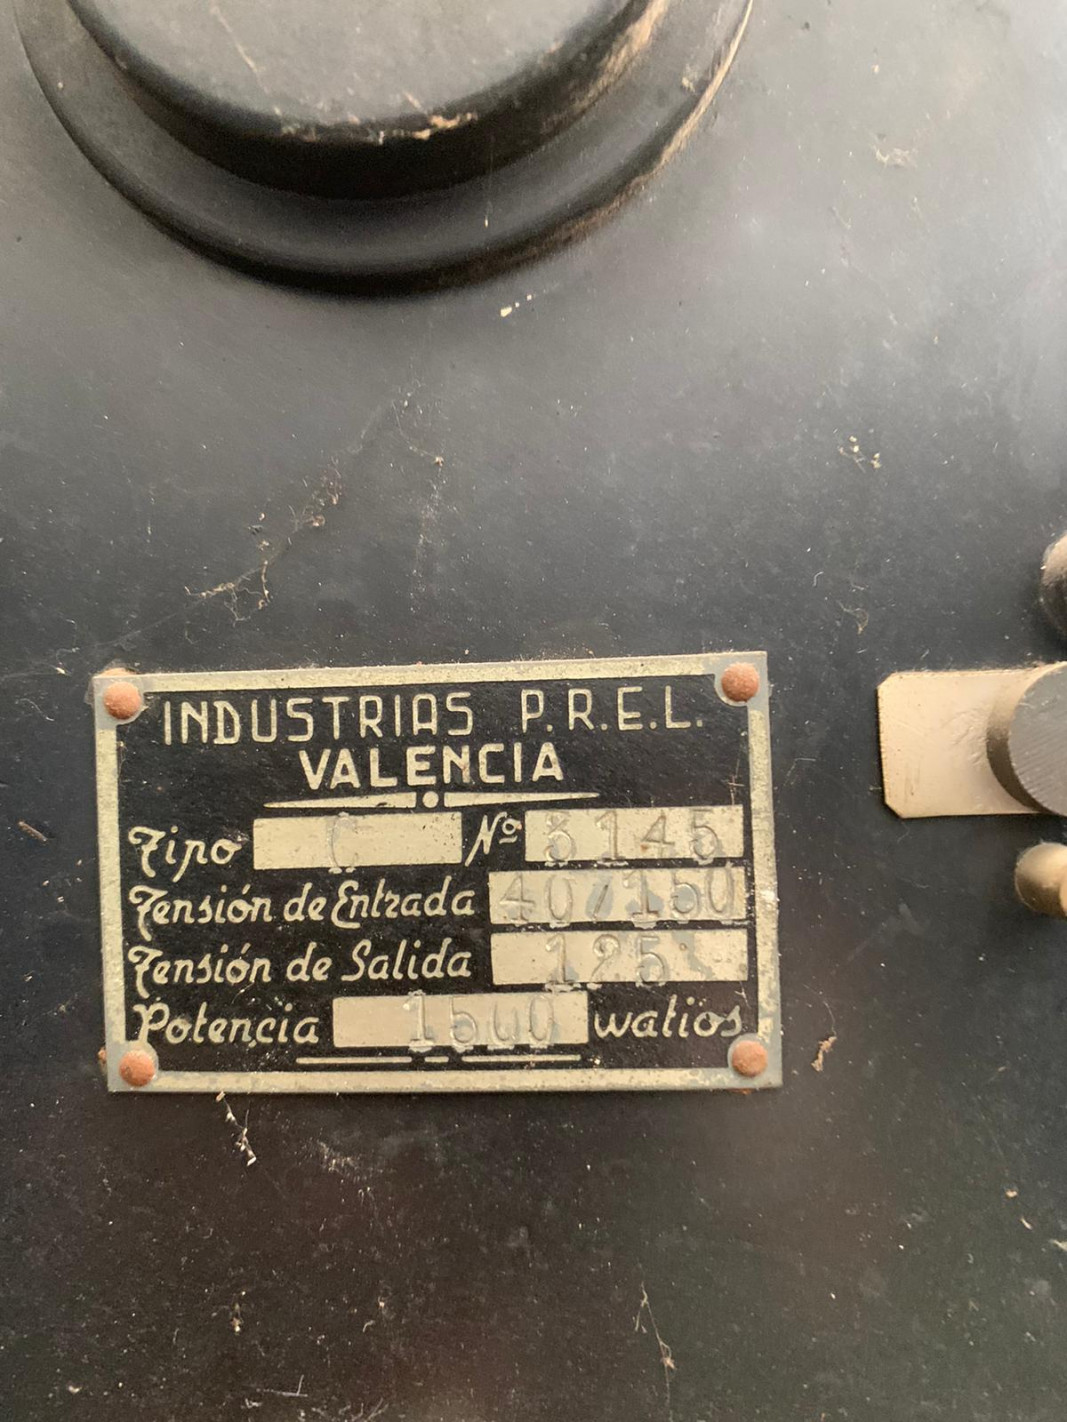 INDUSTRIAS P.R.E.L.
VALENCIA
Tipo C Nº 3145
Tensión de Entrada 40/150
Tensión de Salida 125
Potencia 1500 watios